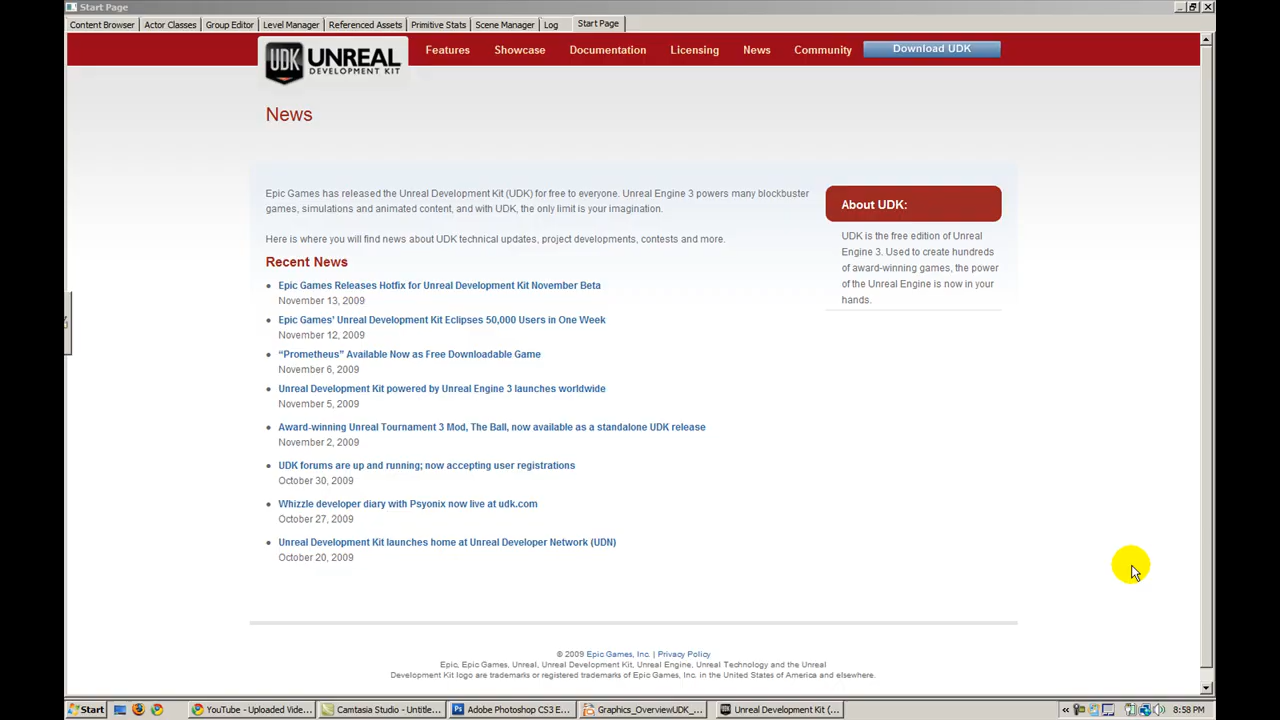 Start Page
Content Browser Actor Classes Group Editor Level Manager Referenced Assets Primitive Stats Scene Manager Log Start Page
UDK UNREAL
DEVELOPMENT KIT
Features Showcase Documentation Licensing News Community Download UDK
News
Epic Games has released the Unreal Development Kit (UDK) for free to everyone. Unreal Engine 3 powers many blockbuster
games, simulations and animated content, and with UDK, the only limit is your imagination.
Here is where you will find news about UDK technical updates, project developments, contests and more.
Recent News
Epic Games Releases Hotfix for Unreal Development Kit November Beta
November 13, 2009
Epic Games' Unreal Development Kit Eclipses 50,000 Users in One Week
November 12, 2009
“Prometheus” Available Now as Free Downloadable Game
November 6, 2009
Unreal Development Kit powered by Unreal Engine 3 launches worldwide
November 5, 2009
Award-winning Unreal Tournament 3 Mod, The Ball, now available as a standalone UDK release
November 2, 2009
UDK forums are up and running; now accepting user registrations
October 30, 2009
Whizzle developer diary with Psyonix now live at udk.com
October 27, 2009
Unreal Development Kit launches home at Unreal Developer Network (UDN)
October 20, 2009
About UDK:
UDK is the free edition of Unreal
Engine 3. Used to create hundreds
of award-winning games, the power
of the Unreal Engine is now in your
hands.
© 2009 Epic Games, Inc. | Privacy Policy
Epic, Epic Games, Unreal, Unreal Development Kit, Unreal Engine, Unreal Technology and the Unreal
Development Kit logo are trademarks or registered trademarks of Epic Games, Inc. in the United States of America and elsewhere.
Start YouTube - Uploaded Vide... Camtasia Studio - Untitle... Adobe Photoshop CS3 E... Graphics_OverviewUDK_... Unreal Development Kit (... « 8:58 PM